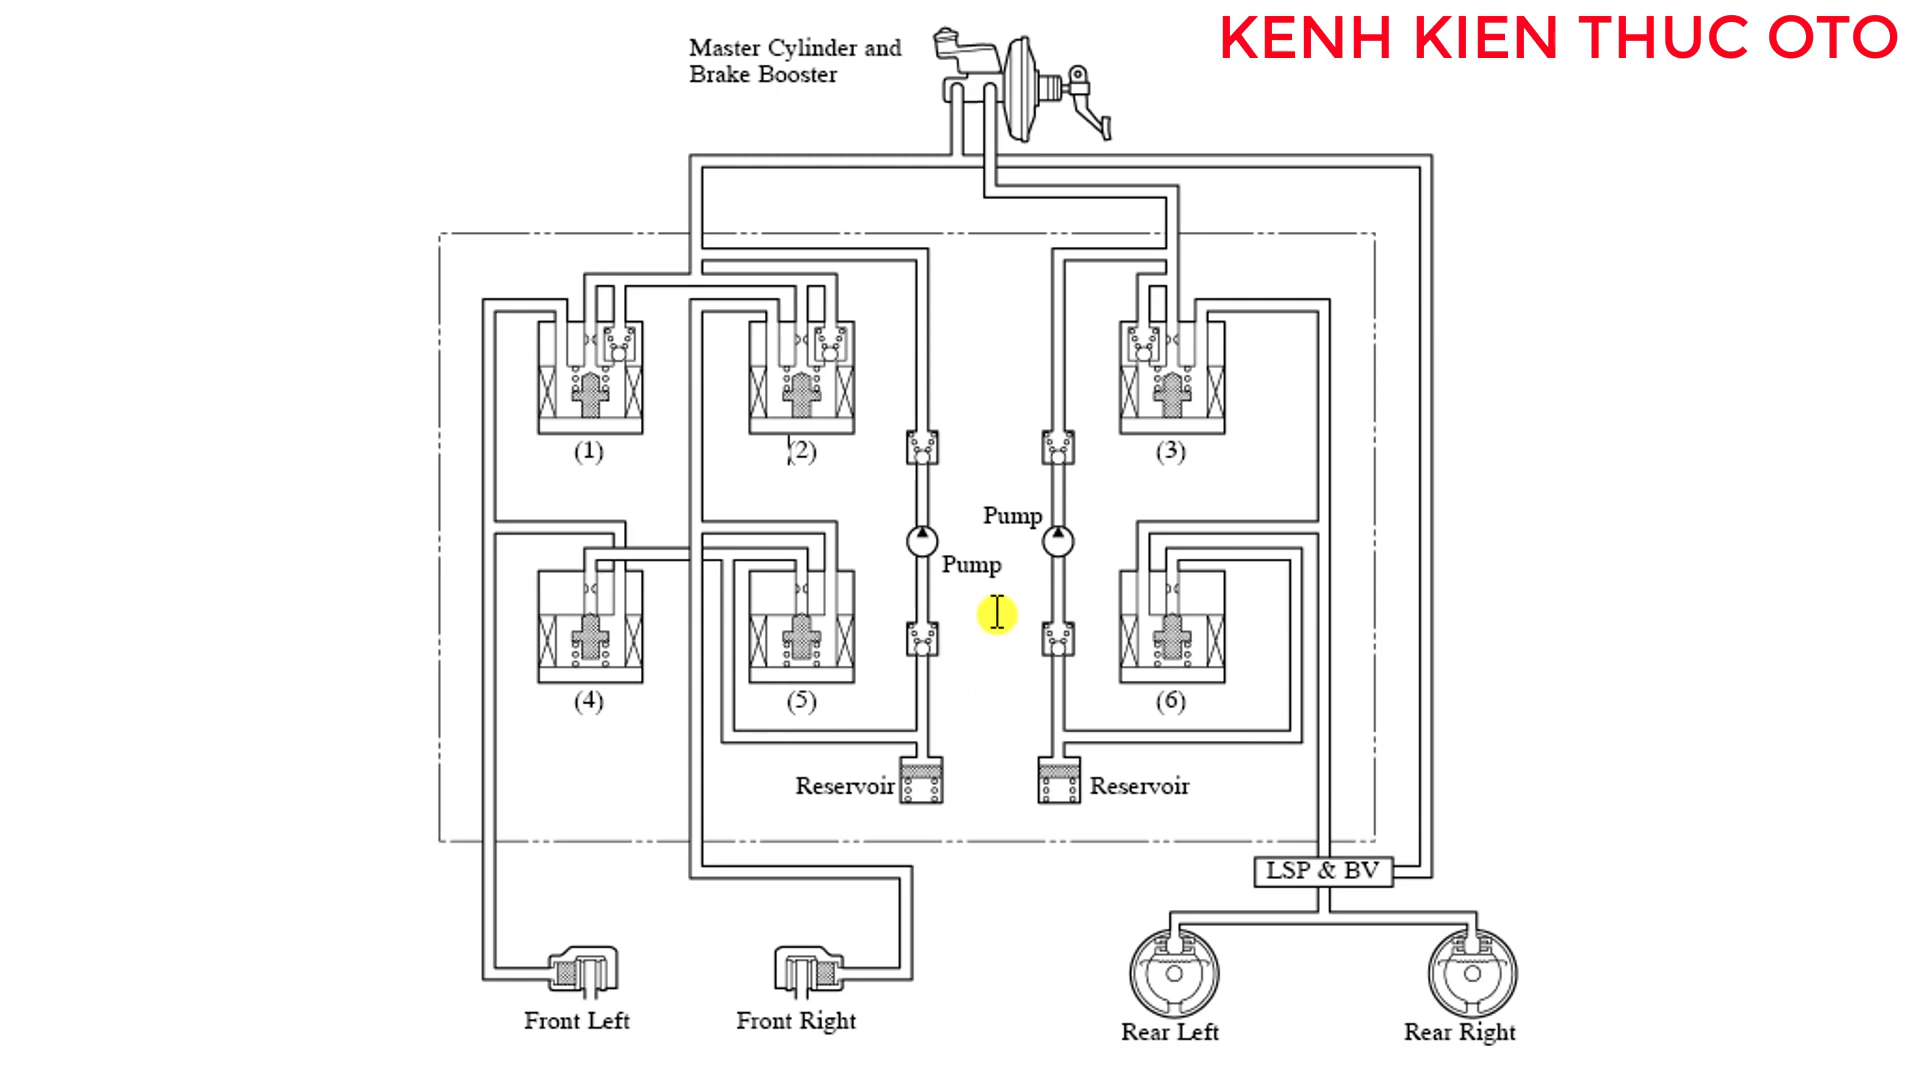 KENH KIEN THUC OTO
Master Cylinder and
Brake Booster
(1)
(2)
(3)
Pump
Pump
(4)
(5)
(6)
Reservoir
Reservoir
LSP & BV
Front Left
Front Right
Rear Left
Rear Right